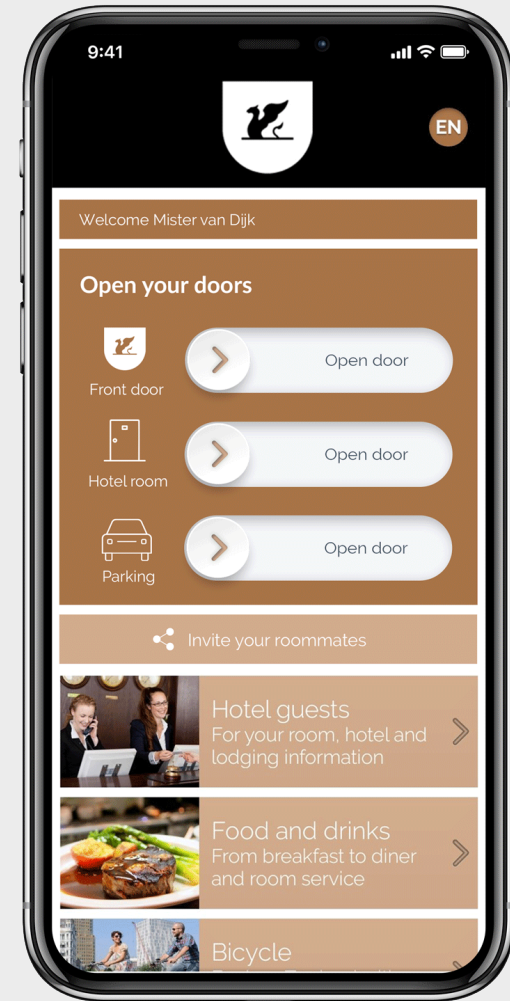 9:41
EN
Welcome Mister van Dijk
Open your doors
Front door
Open door
Hotel room
Open door
Parking
Open door
Invite your roommates
Hotel guests
For your room, hotel and
lodging information
Food and drinks
From breakfast to diner
and room service
Bicycle